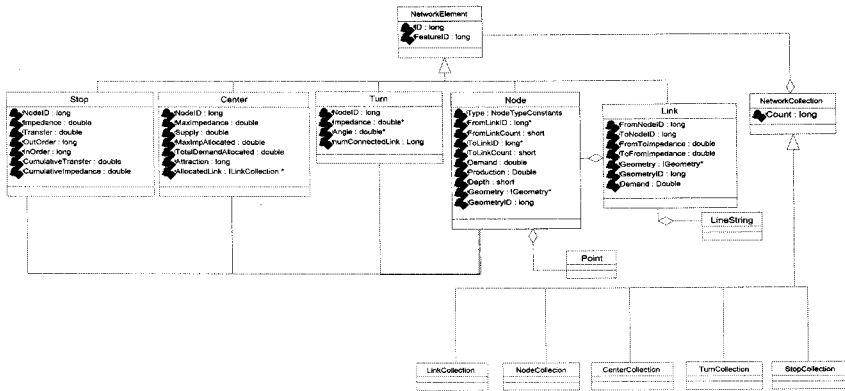 NetworkElement
ID : long
FeatureID : long
Stop
NodeID : long
Impedance : double
Transfer : double
OutOrder : long
InOrder : long
CumulativeTransfer : double
CumulativeImpedance : double
Center
NodeID : long
MaxImpedance : double
Supply : double
MaxImpAllocated : double
TotalDemandAllocated : double
Attraction : long
AllocatedLink : ILinkCollection *
Turn
NodeID : long
Impedance : double*
Angle : double*
numConnectedLink : Long
Node
Type : NodeTypeConstants
FromLinkID : long*
FromLinkCount : short
ToLinkID : long*
ToLinkCount : short
Demand : double
Production : Double
Depth : short
Geometry : IGeometry*
GeometryID : long
Link
FromNodeID : long
ToNodeID : long
FromToImpedance : double
ToFromImpedance : double
Geometry : IGeometry*
GeometryID : long
Demand : Double
NetworkCollection
Count : long
LineString
Point
LinkCollection
NodeCollecion
CenterCollection
TurnCollection
StopCollection